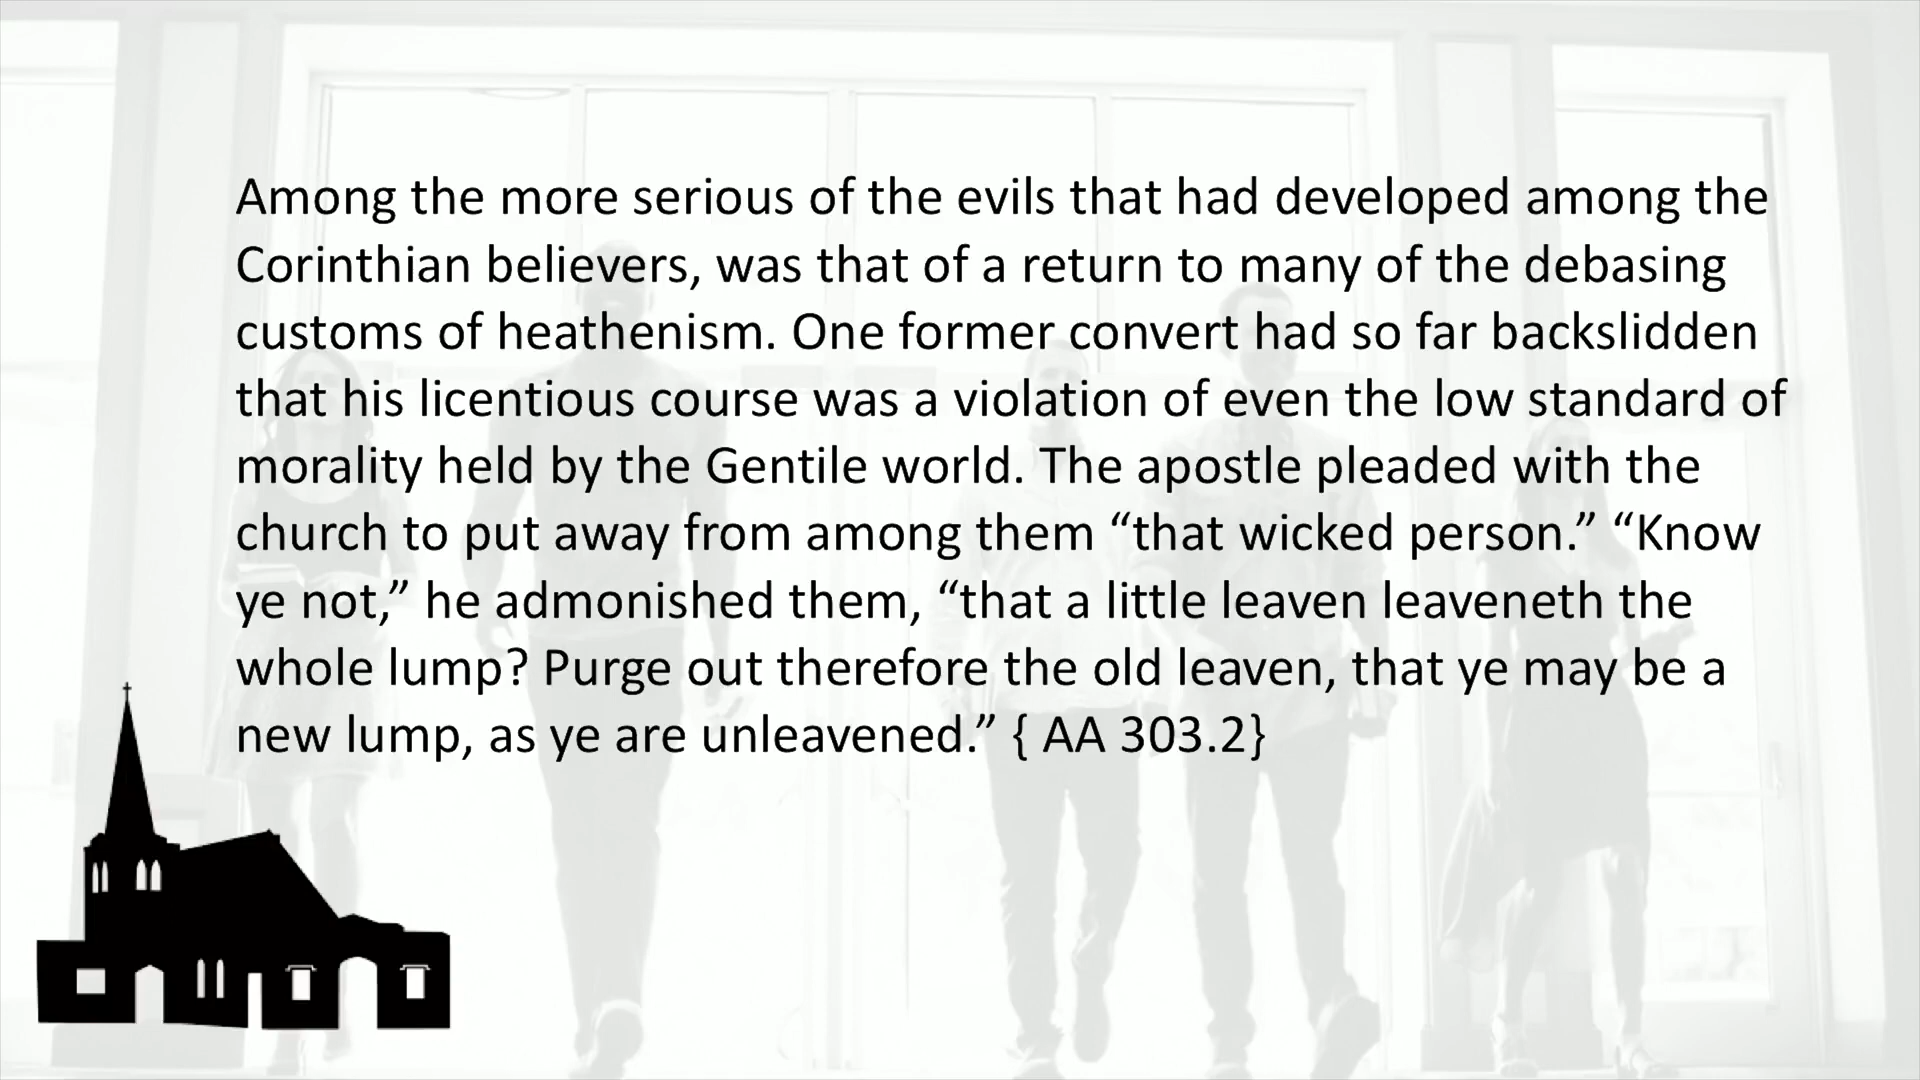 Among the more serious of the evils that had developed among the
Corinthian believers, was that of a return to many of the debasing
customs of heathenism. One former convert had so far backslidden
that his licentious course was a violation of even the low standard of
morality held by the Gentile world. The apostle pleaded with the
church to put away from among them “that wicked person.” “Know
ye not,” he admonished them, “that a little leaven leaveneth the
whole lump? Purge out therefore the old leaven, that ye may be a
new lump, as ye are unleavened.” { AA 303.2}